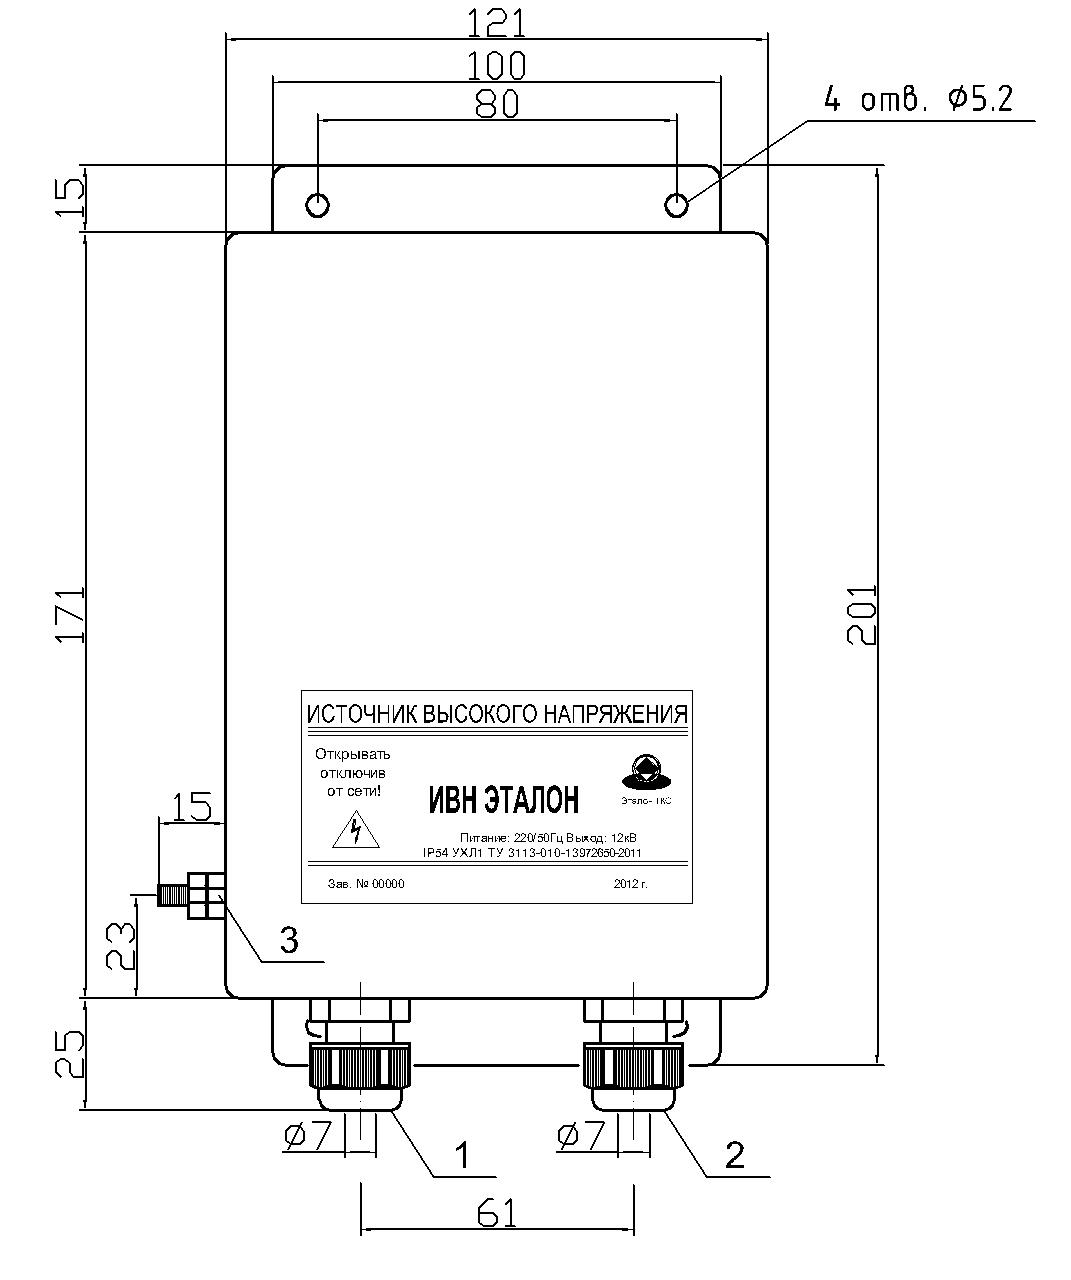 121
100
80
4 отв. Ø5.2
15
171
201
ИСТОЧНИК ВЫСОКОГО НАПРЯЖЕНИЯ
Открывать
отключив
от сети!
ИВН ЭТАЛОН
Питание: 220/50Гц Выход: 12кВ
IP54 УХЛ1 ТУ 3113-010-13972650-2011
Зав. № 00000
2012 г.
15
23
3
25
Ø7
1
Ø7
2
61